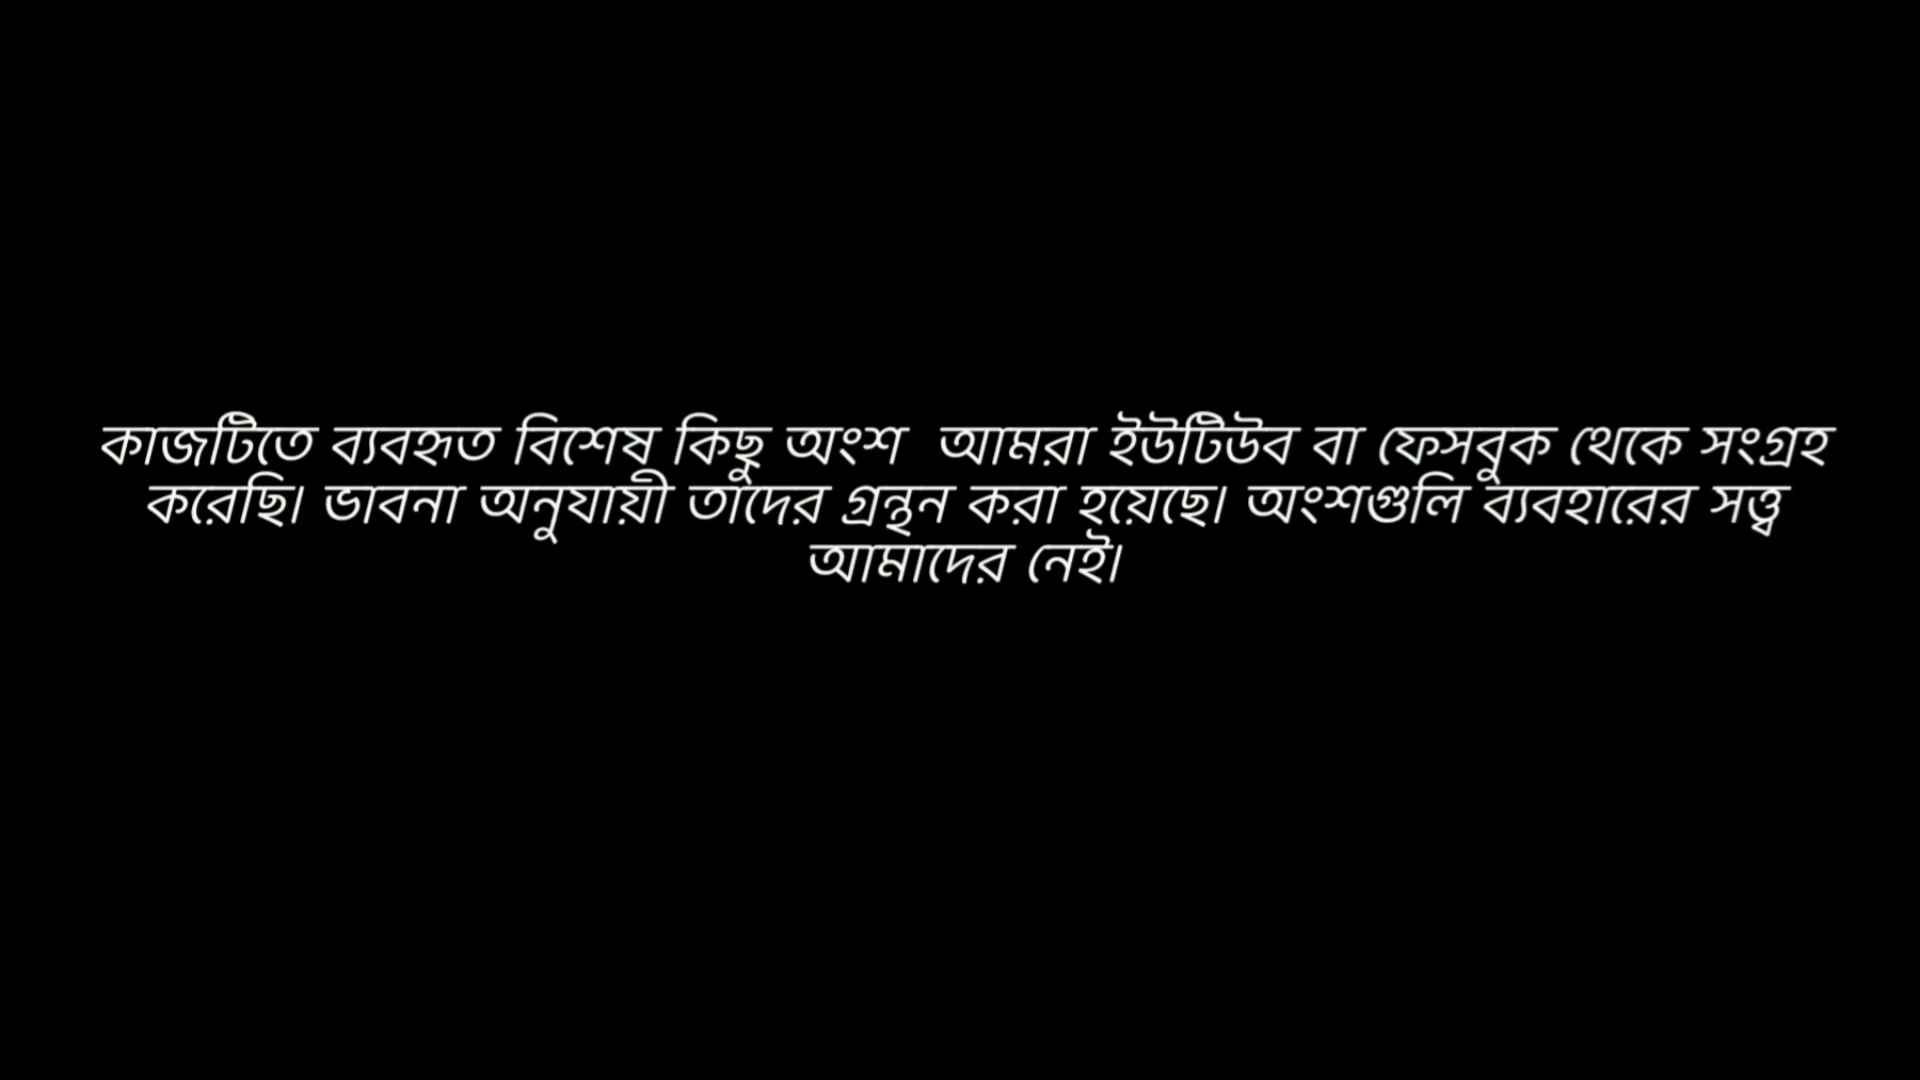 কাজটিতে ব্যবহৃত বিশেষ কিছু অংশ  আমরা ইউটিউব বা ফেসবুক থেকে সংগ্রহ
করেছি। ভাবনা অনুযায়ী তাদের গ্রন্থন করা হয়েছে। অংশগুলি ব্যবহারের সত্ত্ব
আমাদের নেই।